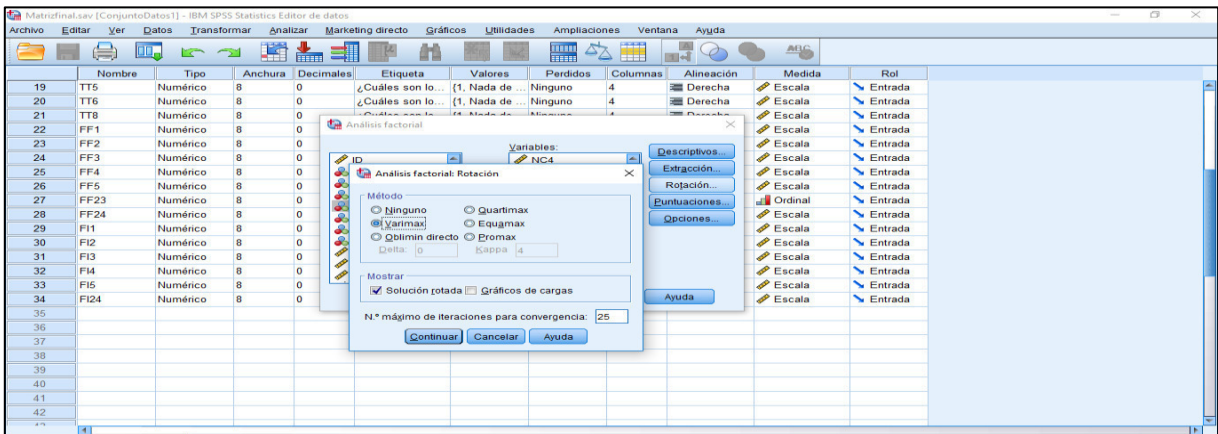 Matrizfinal.sav [ConjuntoDatos1] - IBM SPSS Statistics Editor de datos
Archivo Editar Ver Datos Transformar Analizar Marketing directo Gráficos Utilidades Ampliaciones Ventana Ayuda
Nombre Tipo Anchura Decimales Etiqueta Valores Perdidos Columnas Alineación Medida Rol
19 TT5 Numérico 8 0 ¿Cuáles son lo... {1, Nada de ... Ninguno 4 Derecha Escala Entrada
20 TT6 Numérico 8 0 ¿Cuáles son lo... {1, Nada de ... Ninguno 4 Derecha Escala Entrada
21 TT8 Numérico 8 0 Escala Entrada
22 FF1 Numérico 8 0 Escala Entrada
23 FF2 Numérico 8 0 Escala Entrada
24 FF3 Numérico 8 0 Escala Entrada
25 FF4 Numérico 8 0 Escala Entrada
26 FF5 Numérico 8 0 Escala Entrada
27 FF23 Numérico 8 0 Ordinal Entrada
28 FF24 Numérico 8 0 Escala Entrada
29 FI1 Numérico 8 0 Escala Entrada
30 FI2 Numérico 8 0 Escala Entrada
31 FI3 Numérico 8 0 Escala Entrada
32 FI4 Numérico 8 0 Escala Entrada
33 FI5 Numérico 8 0 Escala Entrada
34 FI24 Numérico 8 0 Escala Entrada
35
36
37
38
39
40
41
42
Análisis factorial
Variables:
ID
NC4
Descriptivos...
Extracción...
Rotación...
Puntuaciones...
Opciones...
Ayuda
Análisis factorial: Rotación
Método
Ninguno Quartimax
Varimax Equamax
Oblimin directo Promax
Delta: 0 Kappa 4
Mostrar
Solución rotada Gráficos de cargas
N.º máximo de iteraciones para convergencia: 25
Continuar Cancelar Ayuda